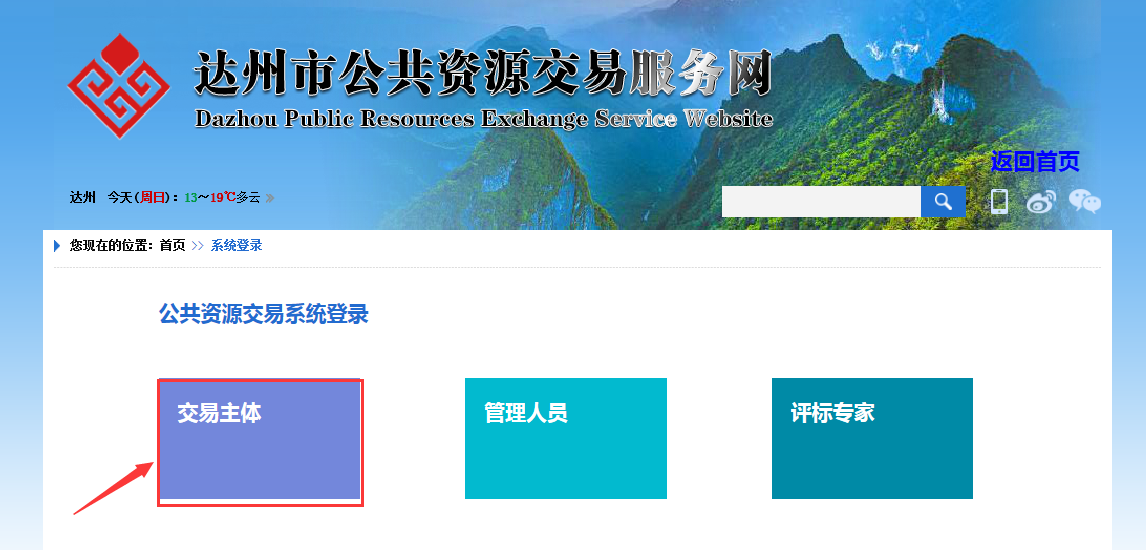 达州市公共资源交易服务网
Dazhou Public Resources Exchange Service Website
返回首页
达州 今天(周日)：13～19℃多云
您现在的位置：首页 >> 系统登录
公共资源交易系统登录
交易主体
管理人员
评标专家